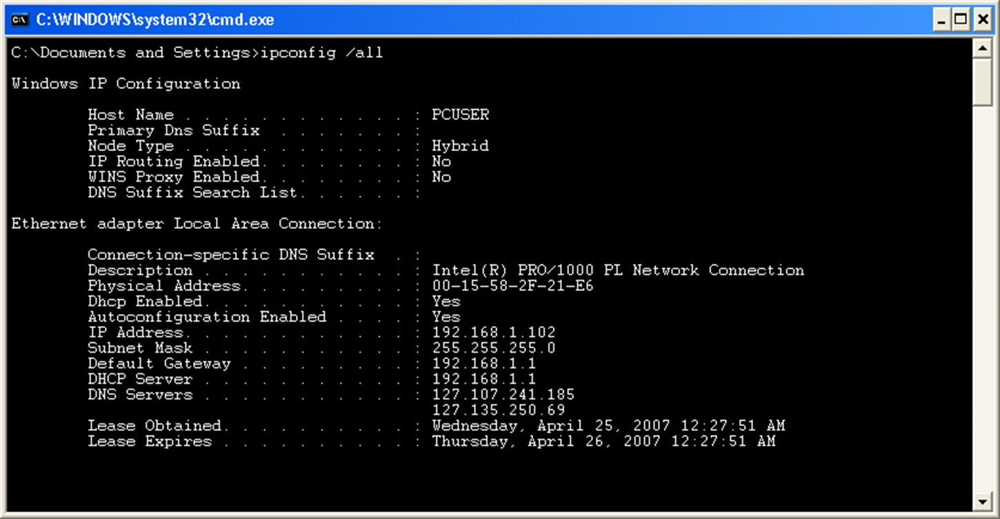 C:\WINDOWS\system32\cmd.exe
C:\Documents and Settings>ipconfig /all
Windows IP Configuration
Host Name . . . . . . . . . . . . : PCUSER
Primary Dns Suffix  . . . . . . . :
Node Type . . . . . . . . . . . . : Hybrid
IP Routing Enabled. . . . . . . . : No
WINS Proxy Enabled. . . . . . . . : No
DNS Suffix Search List. . . . . . :
Ethernet adapter Local Area Connection:
Connection-specific DNS Suffix  . :
Description . . . . . . . . . . . : Intel(R) PRO/1000 PL Network Connection
Physical Address. . . . . . . . . : 00-15-58-2F-21-E6
Dhcp Enabled. . . . . . . . . . . : Yes
Autoconfiguration Enabled . . . . : Yes
IP Address. . . . . . . . . . . . : 192.168.1.102
Subnet Mask . . . . . . . . . . . : 255.255.255.0
Default Gateway . . . . . . . . . : 192.168.1.1
DHCP Server . . . . . . . . . . . : 192.168.1.1
DNS Servers . . . . . . . . . . . : 127.107.241.185
127.135.250.69
Lease Obtained. . . . . . . . . . : Wednesday, April 25, 2007 12:27:51 AM
Lease Expires . . . . . . . . . . : Thursday, April 26, 2007 12:27:51 AM